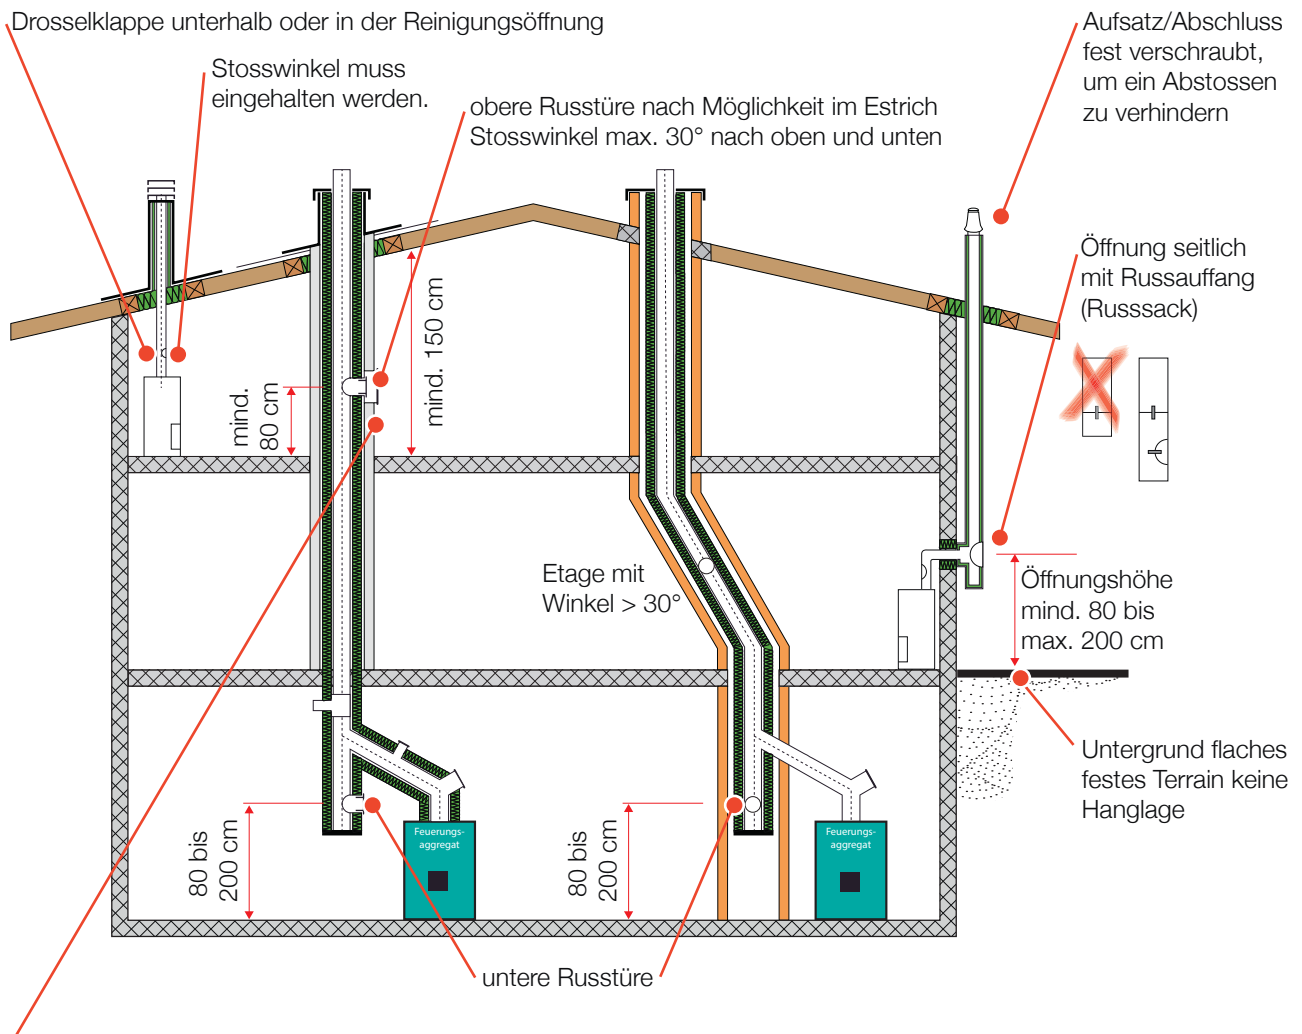 Drosselklappe unterhalb oder in der Reinigungsöffnung
Stosswinkel muss
eingehalten werden.
obere Russtüre nach Möglichkeit im Estrich
Stosswinkel max. 30° nach oben und unten
Aufsatz/Abschluss
fest verschraubt,
um ein Abstossen
zu verhindern
Öffnung seitlich
mit Russauffang
(Russsack)
mind.
80 cm
mind. 150 cm
Etage mit
Winkel > 30°
Öffnungshöhe
mind. 80 bis
max. 200 cm
Untergrund flaches
festes Terrain keine
Hanglage
80 bis
200 cm
Feuerungs-
aggregat
80 bis
200 cm
Feuerungs-
aggregat
untere Russtüre